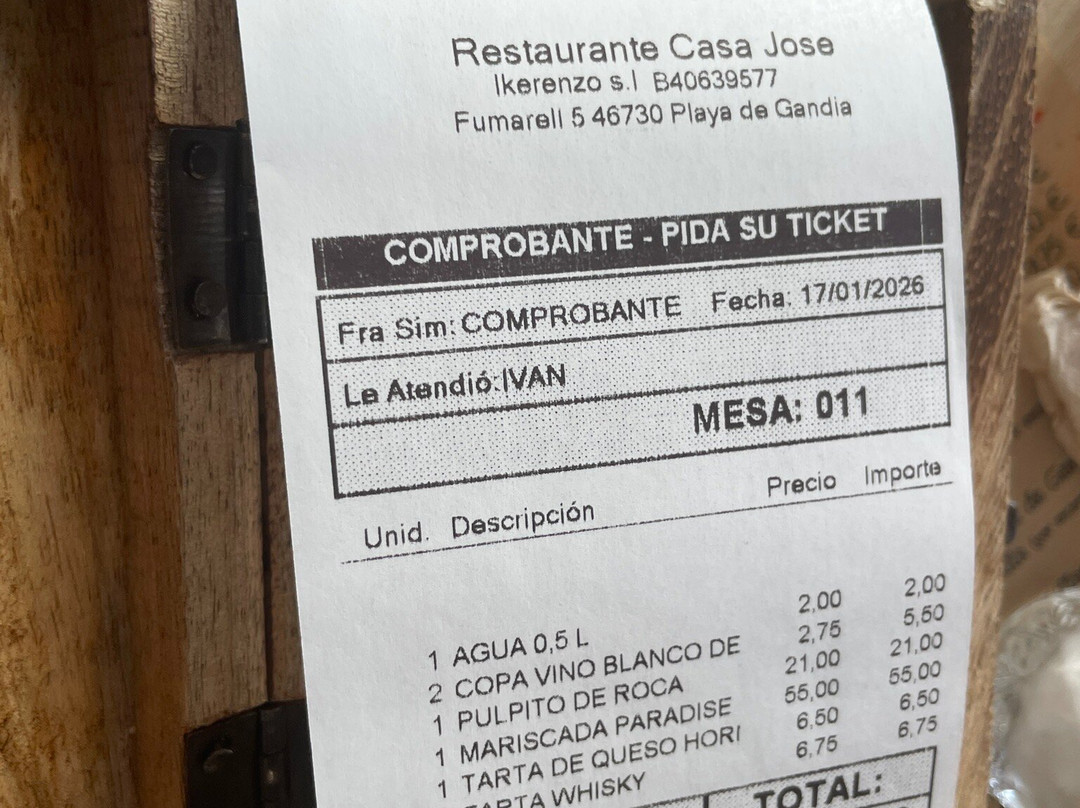 Restaurante Casa Jose
Ikerenzo s.l B40639577
Fumarell 5 46730 Playa de Gandia
COMPROBANTE - PIDA SU TICKET
Fra Sim: COMPROBANTE Fecha: 17/01/2026
Le Atendió: IVAN
MESA: 011
Unid. Descripción Precio Importe
1 AGUA 0,5 L 2,00 2,00
2 COPA VINO BLANCO DE 2,75 5,50
1 PULPITO DE ROCA 21,00 21,00
1 MARISCADA PARADISE 55,00 55,00
1 TARTA DE QUESO HORI 6,50 6,50
TARTA WHISKY 6,75 6,75
TOTAL: